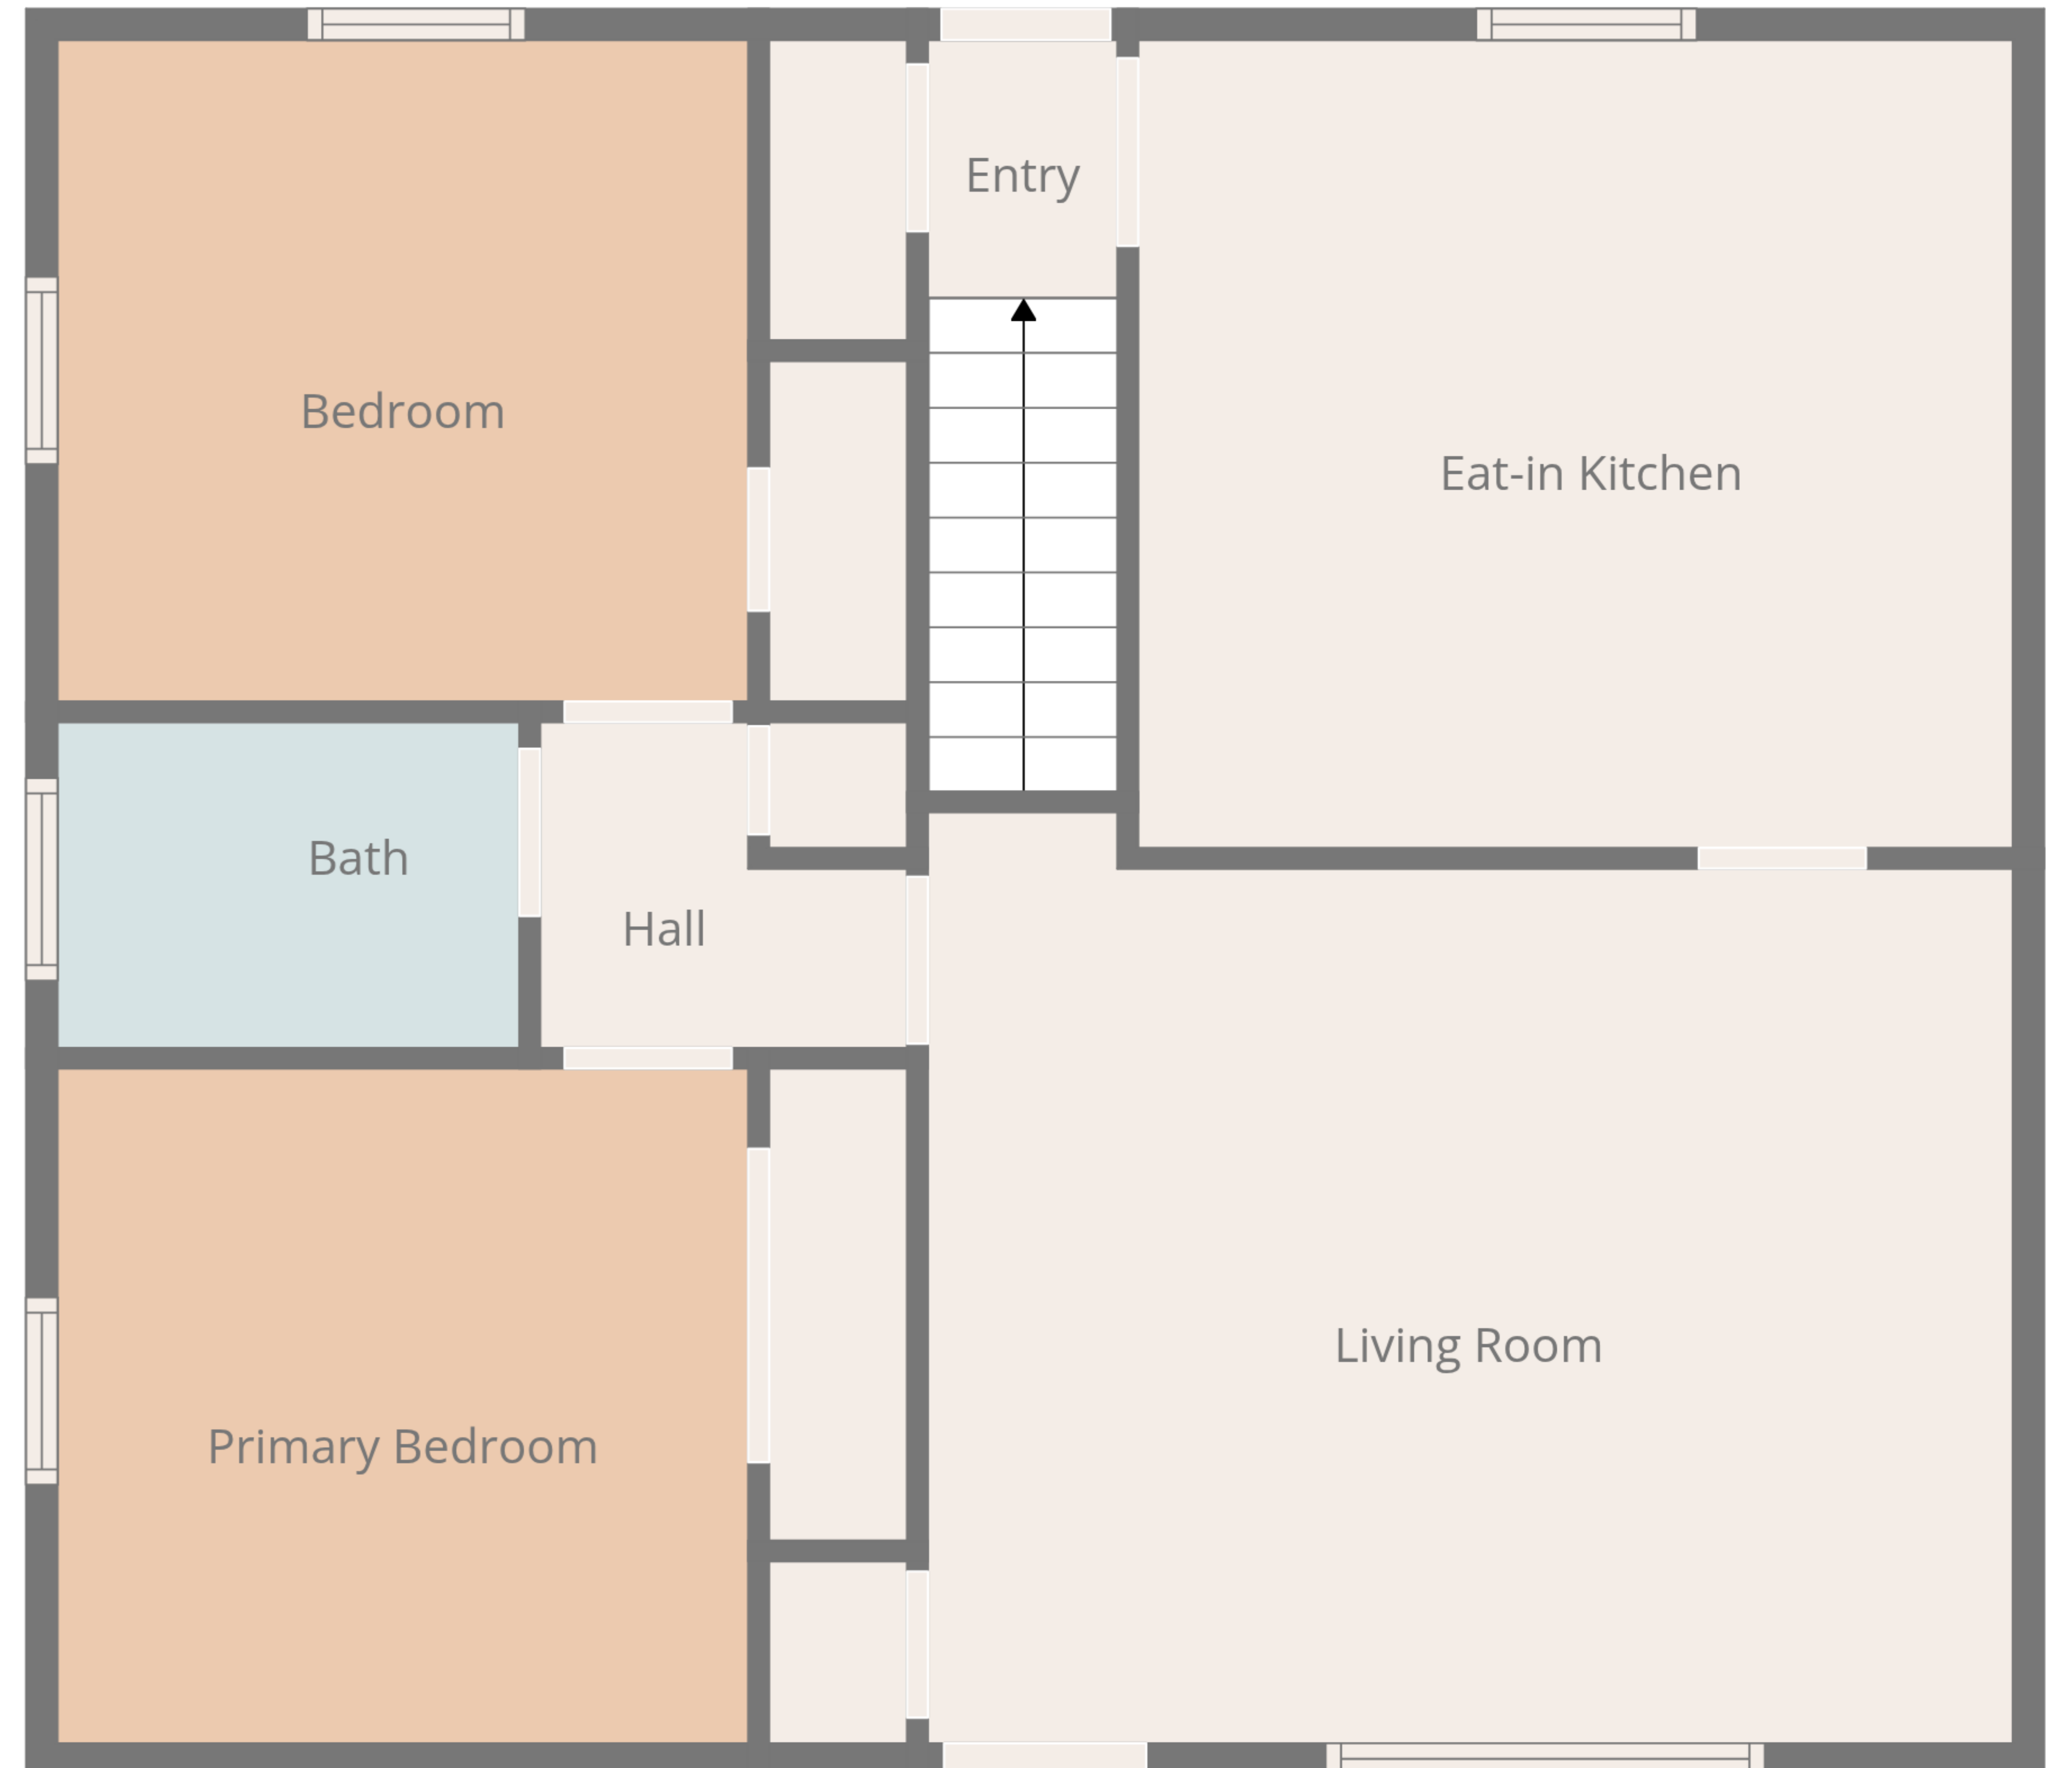 Entry
Bedroom
Eat-in Kitchen
Bath
Hall
Living Room
Primary Bedroom